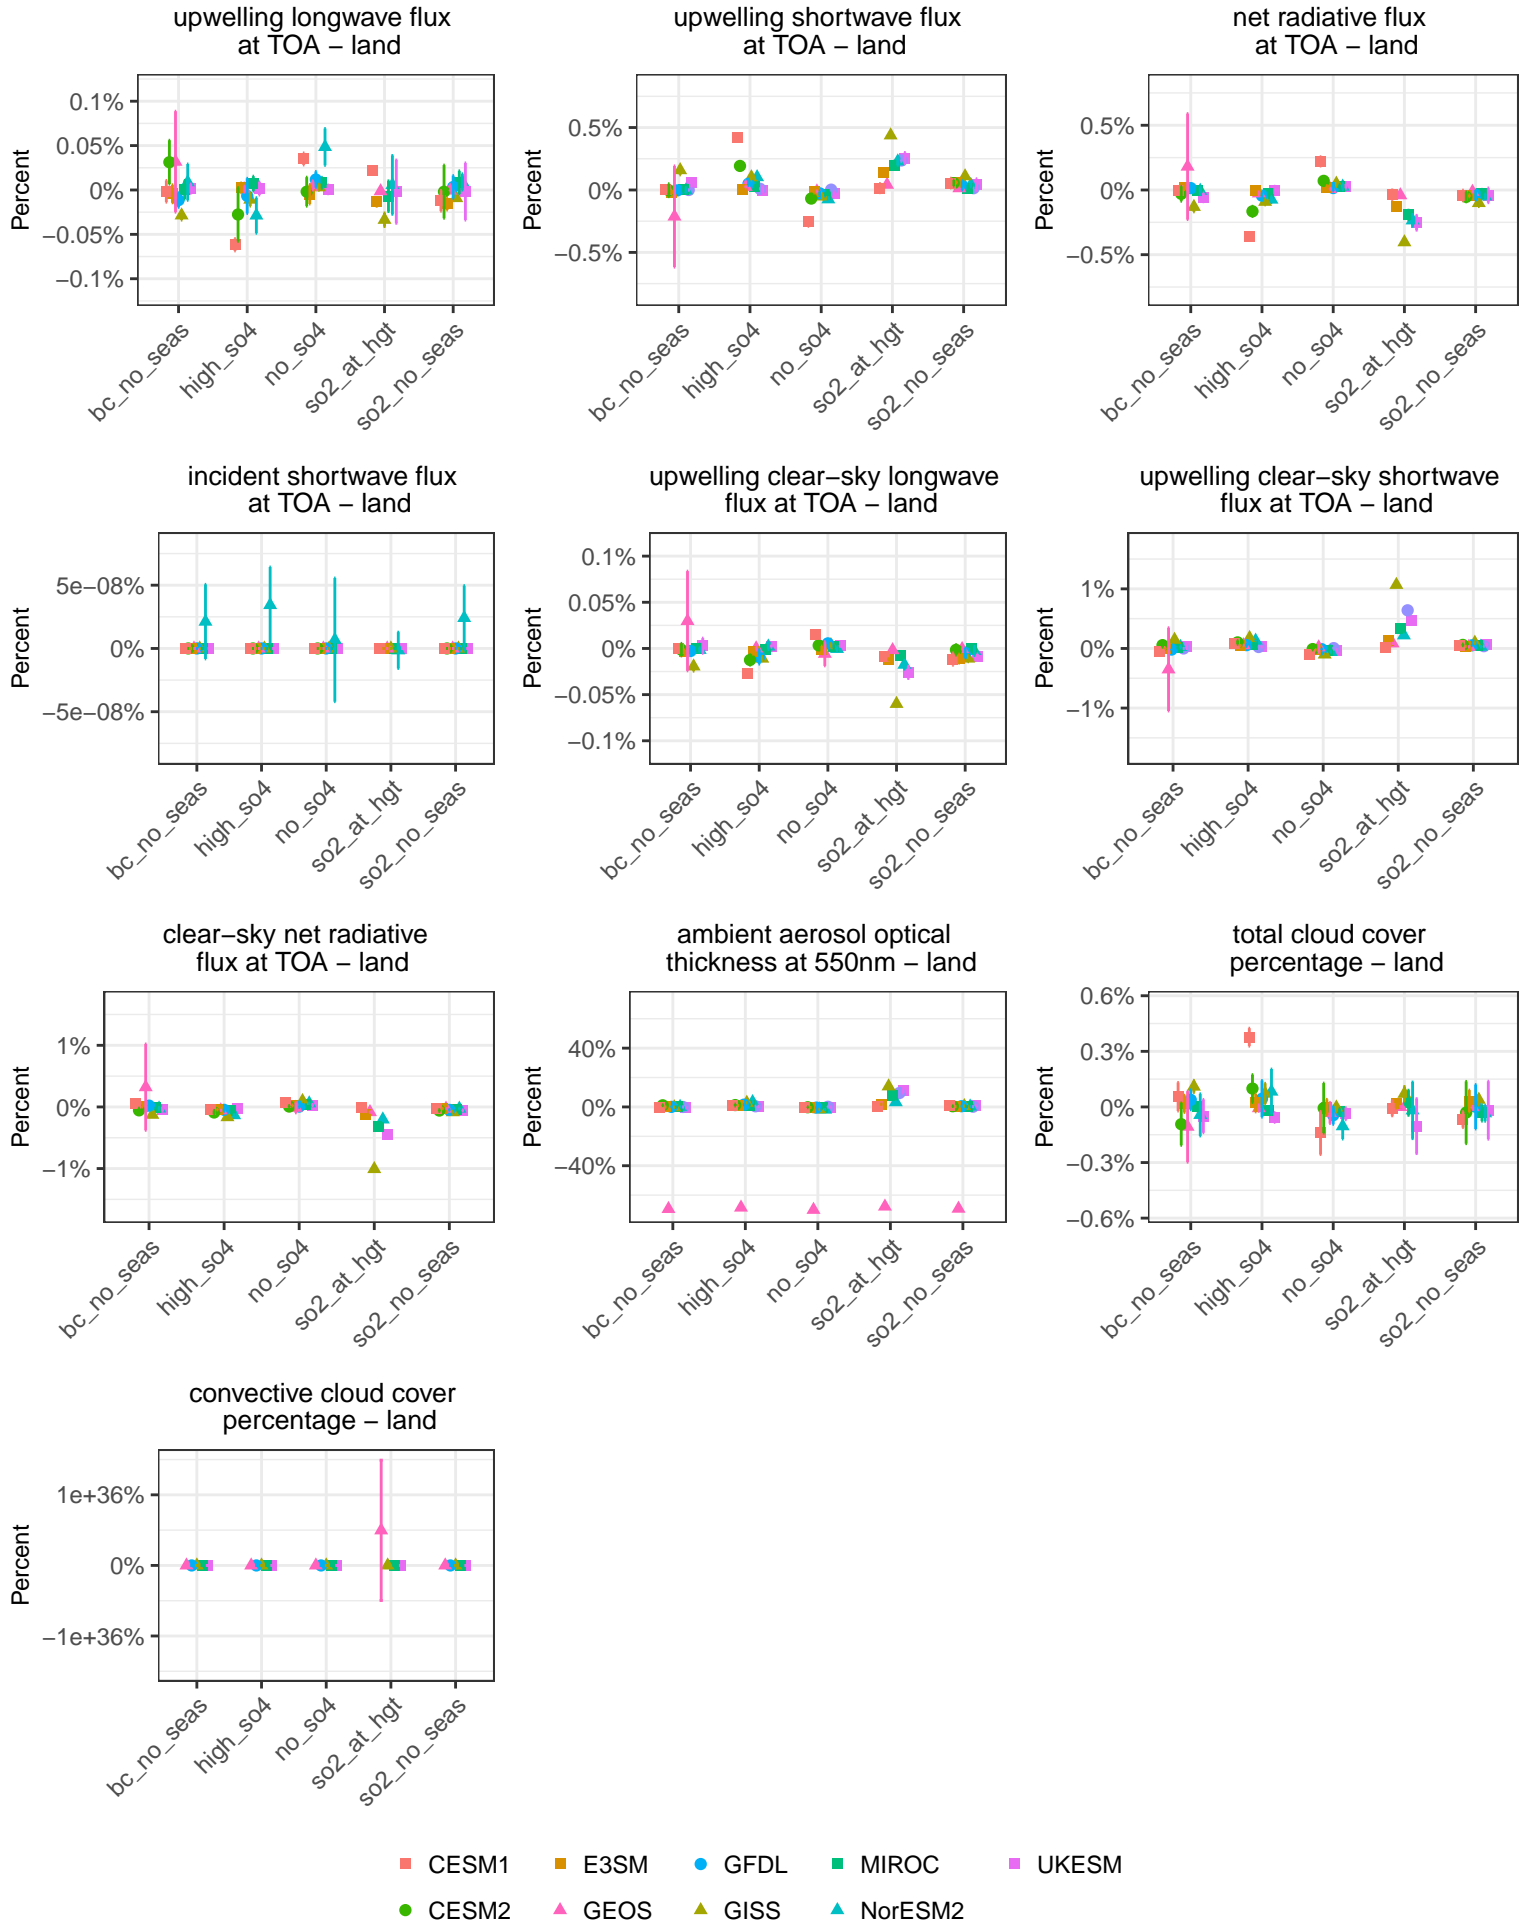 upwelling longwave flux
at TOA − land
upwelling shortwave flux
at TOA − land
net radiative flux
at TOA − land
Percent
0.1%
0.05%
0%
−0.05%
−0.1%
bc_no_seas
high_so4
no_so4
so2_at_hgt
so2_no_seas
Percent
0.5%
0%
−0.5%
bc_no_seas
high_so4
no_so4
so2_at_hgt
so2_no_seas
Percent
0.5%
0%
−0.5%
bc_no_seas
high_so4
no_so4
so2_at_hgt
so2_no_seas
incident shortwave flux
at TOA − land
upwelling clear−sky longwave
flux at TOA − land
upwelling clear−sky shortwave
flux at TOA − land
Percent
5e−08%
0%
−5e−08%
bc_no_seas
high_so4
no_so4
so2_at_hgt
so2_no_seas
Percent
0.1%
0.05%
0%
−0.05%
−0.1%
bc_no_seas
high_so4
no_so4
so2_at_hgt
so2_no_seas
Percent
1%
0%
−1%
bc_no_seas
high_so4
no_so4
so2_at_hgt
so2_no_seas
clear−sky net radiative
flux at TOA − land
ambient aerosol optical
thickness at 550nm − land
total cloud cover
percentage − land
Percent
1%
0%
−1%
bc_no_seas
high_so4
no_so4
so2_at_hgt
so2_no_seas
Percent
40%
0%
−40%
bc_no_seas
high_so4
no_so4
so2_at_hgt
so2_no_seas
Percent
0.6%
0.3%
0%
−0.3%
−0.6%
bc_no_seas
high_so4
no_so4
so2_at_hgt
so2_no_seas
convective cloud cover
percentage − land
Percent
1e+36%
0%
−1e+36%
bc_no_seas
high_so4
no_so4
so2_at_hgt
so2_no_seas
CESM1
E3SM
GFDL
MIROC
UKESM
CESM2
GEOS
GISS
NorESM2